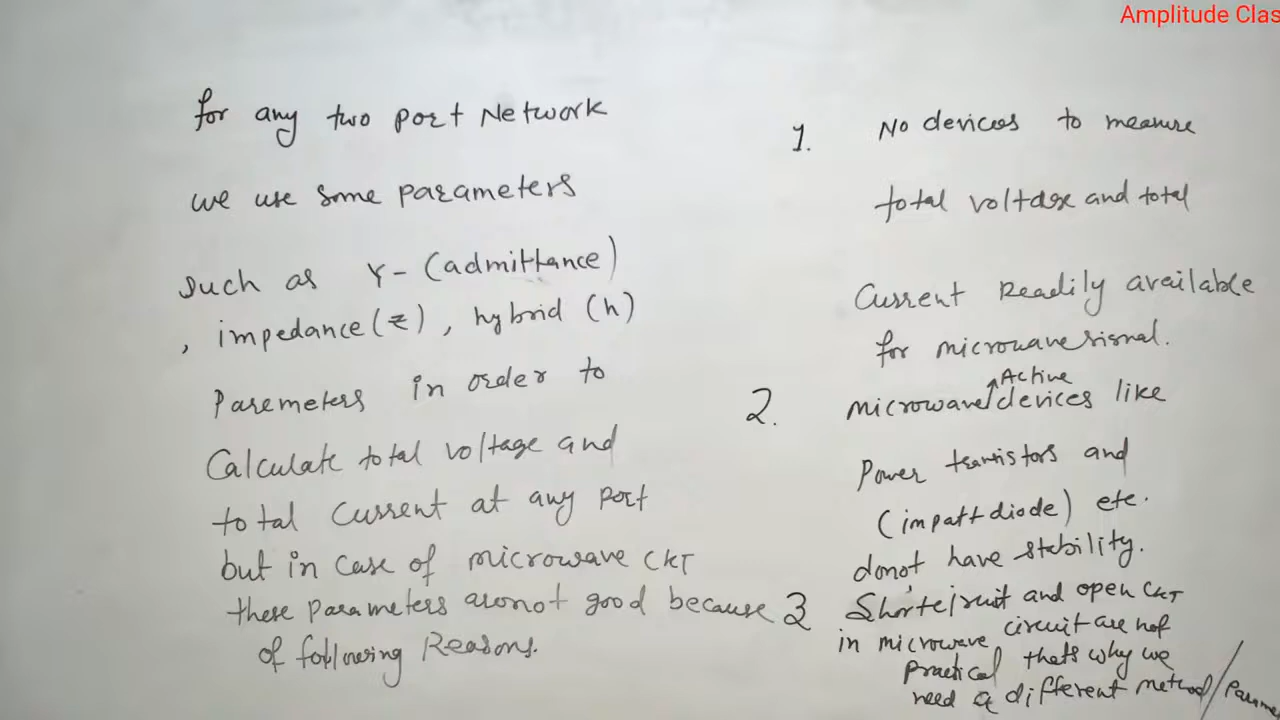 Amplitude Clas
for any two port Network
we use some parameters
such as Y- (admittance)
, impedance (z), hybrid (h)
Paremeters in order to
Calculate total voltage and
total current at any port
but in case of microwave CKT
these parameters are not good because
of following Reasons.
1. No devices to measure
total voltage and total
Current Readily available
for microwave signal.
Active
2. microwave devices like
Power transistors and
(impatt diode) etc.
donot have stability.
3 Shortcircuit and open CKT
in microwave circuit are not
practical thats why we
need a different method/Parame